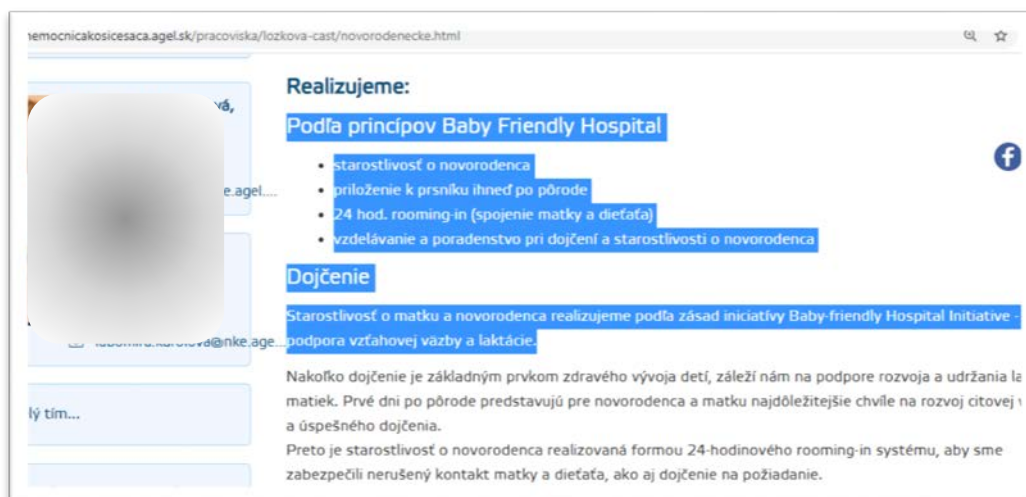 nemocnicakosicesaca.agel.sk/pracoviska/lozkova-cast/novorodenecke.html
Realizujeme:
vá,
Podľa princípov Baby Friendly Hospital
starostlivosť o novorodenca
priloženie k prsníku ihneď po pôrode
e.agel....
24 hod. rooming-in (spojenie matky a dieťaťa)
vzdelávanie a poradenstvo pri dojčení a starostlivosti o novorodenca
Dojčenie
Starostlivosť o matku a novorodenca realizujeme podľa zásad iniciatívy Baby-friendly Hospital Initiative -
@nke.age...
podpora vzťahovej väzby a laktácie.
Nakoľko dojčenie je základným prvkom zdravého vývoja detí, záleží nám na podpore rozvoja a udržania la
lý tím...
matiek. Prvé dni po pôrode predstavujú pre novorodenca a matku najdôležitejšie chvíle na rozvoj citovej v
a úspešného dojčenia.
Preto je starostlivosť o novorodenca realizovaná formou 24-hodinového rooming-in systému, aby sme
zabezpečili nerušený kontakt matky a dieťaťa, ako aj dojčenie na požiadanie.